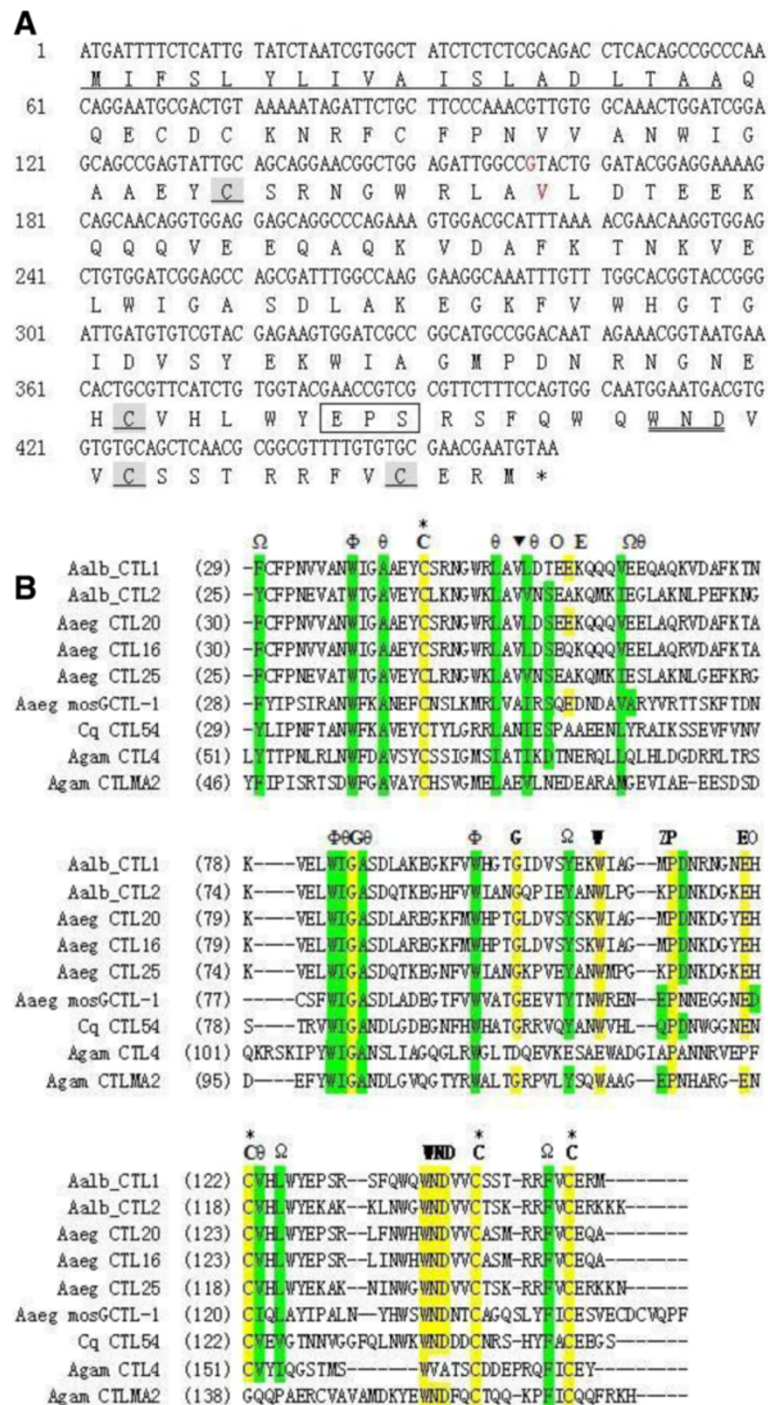 A
1 ATGATTTTCTCATTG TATCTAATCGTGGCT ATCTCTCTCGCAGAC CTCACAGCCGCCCAA
M I F S L Y L I V A I S L A D L T A A Q
61 CAGGAATGCGACTGT AAAAATAGATTCTGC TTCCCAAACGTTGTG GCAAACTGGATCGGA
Q E C D C K N R F C F P N V V A N W I G
121 GCAGCCGAGTATTGC AGCAGGAACGGCTGG AGATTGGCCGTACTG GATACGGAGGAAAAG
A A E Y C S R N G W R L A V L D T E E K
181 CAGCAACAGGTGGAG GAGCAGGCCCAGAAA GTGGACGCATTTAAA ACGAACAAGGTGGAG
Q Q Q V E E Q A Q K V D A F K T N K V E
241 CTGTGGATCGGAGCC AGCGATTTGGCCAAG GAAGGCAAATTTGTT TGGCACGGTACCGGG
L W I G A S D L A K E G K F V W H G T G
301 ATTGATGTGTCGTAC GAGAAGTGGATCGCC GGCATGCCGGACAAT AGAAACGGTAATGAA
I D V S Y E K W I A G M P D N R N G N E
361 CACTGCGTTCATCTG TGGTACGAACCGTCG CGTTCTTTCCAGTGG CAATGGAATGACGTG
H C V H L W Y E P S R S F Q W Q W N D V
421 GTGTGCAGCTCAACG CGGCGTTTTGTGTGC GAACGAATGTAA
V C S S T R R F V C E R M *
B
*
Ω Φ θ C θ ▼ θ O E Ω θ
Aalb_CTL1 (29) -FCFPNVVANWIGAAEYCSRNGWRLAVLDTEEKQQQVEEQAQKVDAFKTN
Aalb_CTL2 (25) -YCFPNEVATWTGAVEYCLKNGWKLAVVNSEAKQMKIEGLAKNLPEFKNG
Aaeg CTL20 (30) -FCFPNVVANWIGAAEYCSRNGWRLAVLDSEEKQQQVEELAQRVDAFKTA
Aaeg CTL16 (30) -FCFPNVVANWIGAAEYCSRNGWRLAVLDSEQKQQQVEELAQRVDAFKTA
Aaeg CTL25 (25) -FCFPNEVATWTGAVEYCLRNGWKLAVVNSEAKQMKIESLAKNLGEFKRG
Aaeg mosGCTL-1 (28) -FYIPSIRANWFKANEFCNSLKMRLVAIRSQEDNDAVARYVRTTSKFTDN
Cq CTL54 (29) -YLIPNFTANWFKAVEYCTYLGRRLANIESPAAEENLYRAIKSSEVFVNV
Agam CTL4 (51) LYTTPNLRLNWFDAVSYCSSIGMSIATIKDTNERQLLQLHLDGDRRLTRS
Agam CTLMA2 (46) YFIPISRTSDWFGAVAYCHSVGMELAEVLNEDEARAMGEVIAE-EESDSD
Φ θ G θ Φ G Ω W Z P E O
Aalb_CTL1 (78) K----VELWIGASDLAKEGKFVWHGTGIDVSYEKWIAG--MPDNRNGNEH
Aalb_CTL2 (74) K----VELWIGASDQTKEGHFVWIANGQPIEYANWLPG--KPDNKDGYEH
Aaeg CTL20 (79) K----VELWIGASDLAREGKFMWHPTGLDVSYSKWIAG--MPDNKDGYEH
Aaeg CTL16 (79) K----VELWIGASDLAREGKFMWHPTGLDVSYSKWIAG--MPDNKDGYEH
Aaeg CTL25 (74) K----VELWIGASDQTKEGNFVWIANGKPVEYANWMPG--KPDNKDGKEH
Aaeg mosGCTL-1 (77) ----CSFWIGASDLADEGTFVWVATGEEVTYTNWREN--EPNNEGGNED
Cq CTL54 (78) S----TRVWIGANDLGDEGNFHWHATGRRVQYANWVHL--QPDNWGGNEN
Agam CTL4 (101) QKRSKIPYWIGANSLIAGQGLRWGLTDQEVKESAEWADGIAPANNRVEPF
Agam CTLMA2 (95) D----EFYWIGANDLGVQGTYRWALTGRPVLYSQWAAG--EPNHARG-EN
* * *
C θ Ω WND C Ω C
Aalb_CTL1 (122) CVHLWYEPSR--SFQWQWNDVVCSST-RRFVCERM-------
Aalb_CTL2 (118) CVHLWYEKAK--KLNWGWNDVVCTSK-RRFVCERKKK-----
Aaeg CTL20 (123) CVHLWYEPSR--LFNWHWNDVVCASM-RRFVCEQA-------
Aaeg CTL16 (123) CVHLWYEPSR--LINWHWNDVVCASM-RRFVCEQA-------
Aaeg CTL25 (118) CVHLWYEKAK--NINWGWNDVVCTSK-RRFVCERKKN-----
Aaeg mosGCTL-1 (120) CIQLAYIPALN--YHWSWNDNTCAGQSLYFICESVECDCVQPF
Cq CTL54 (122) CVEVGTNNVGGFQLNWKWNDDDCNRS-HYFACEEGS------
Agam CTL4 (151) CVYIQGSTMS-------WVATSCDDEPRQFICEY--------
Agam CTLMA2 (138) GQQPAERCVAVAMDKYEWNDFQCTQQ-KPFICQQFRKH-----